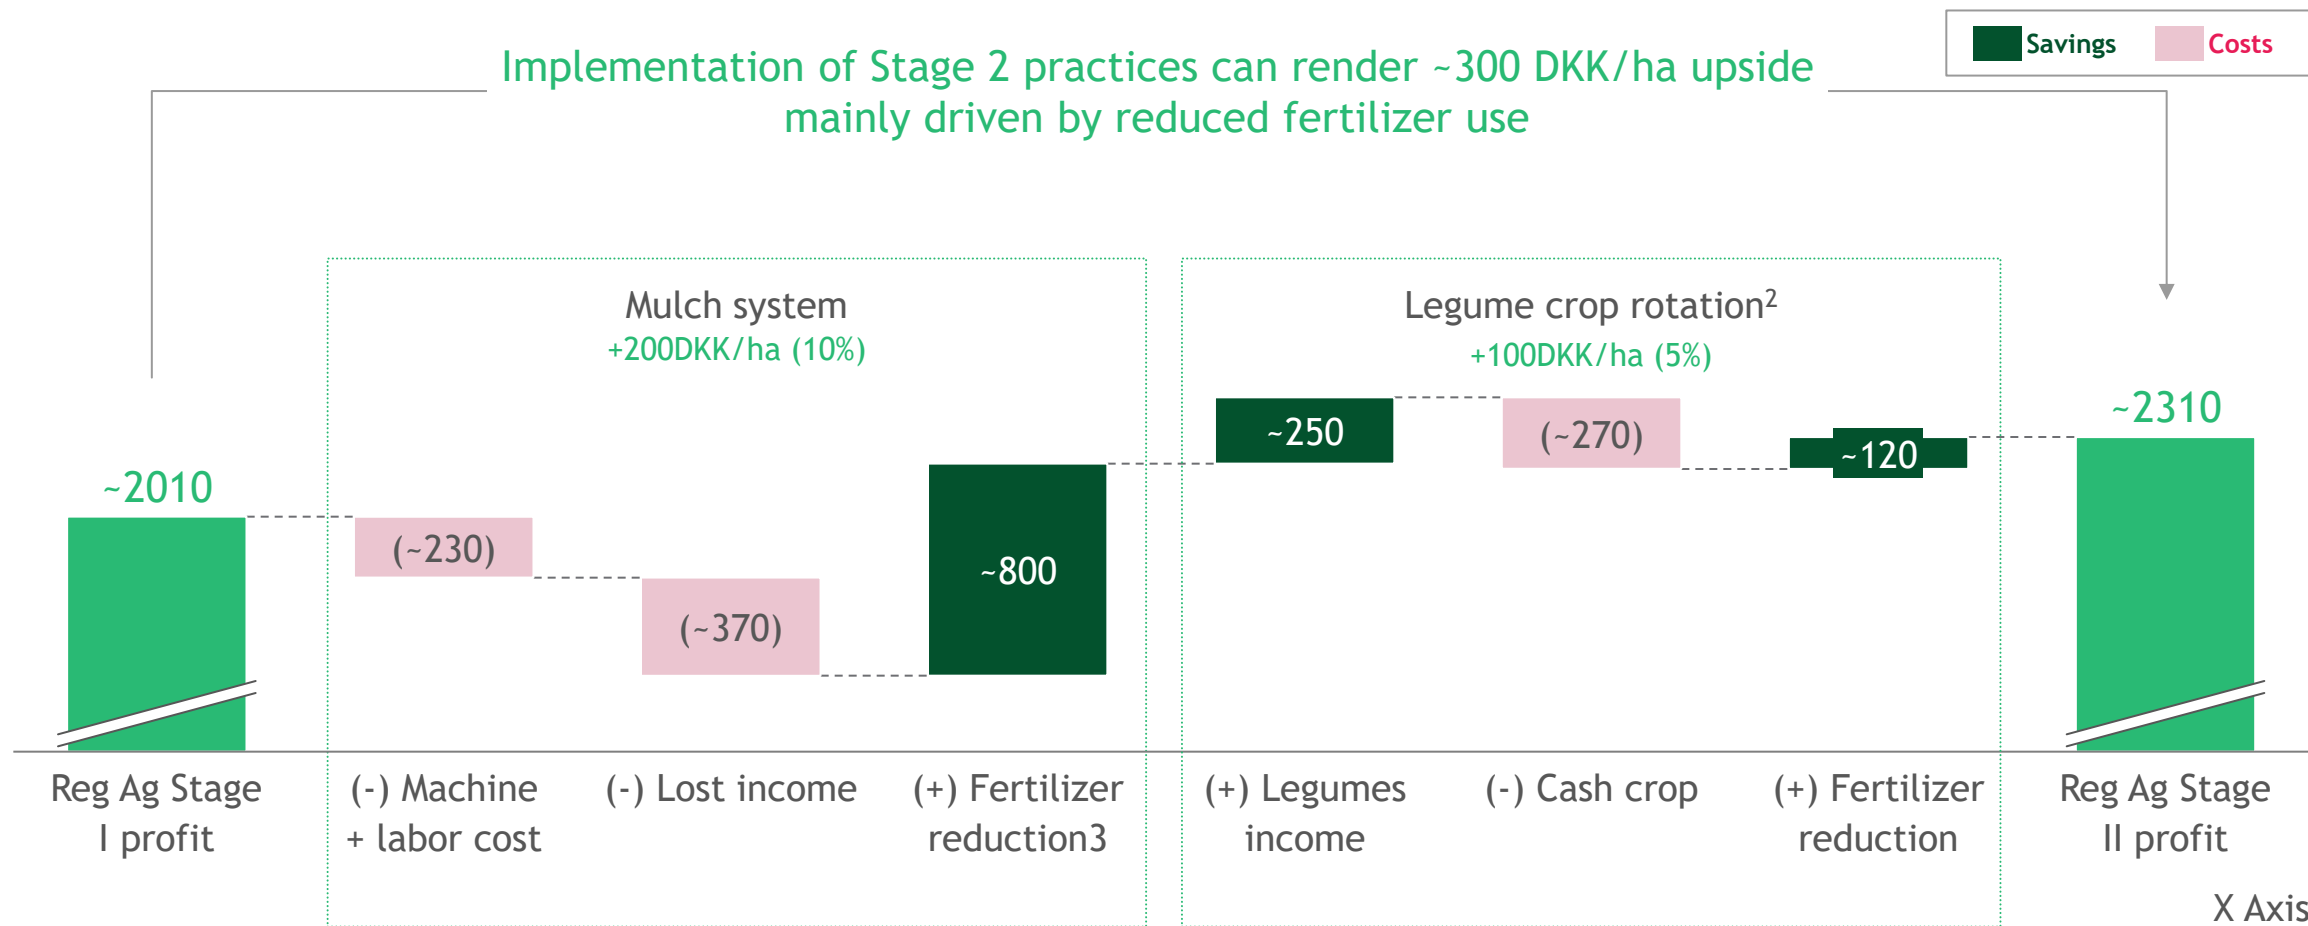 Savings
Costs
Implementation of Stage 2 practices can render ~300 DKK/ha upside
mainly driven by reduced fertilizer use
Mulch system
+200DKK/ha (10%)
Legume crop rotation²
+100DKK/ha (5%)
~2010
(~230)
(~370)
~800
~250
(~270)
~120
~2310
Reg Ag Stage
I profit
(-) Machine
+ labor cost
(-) Lost income
(+) Fertilizer
reduction3
(+) Legumes
income
(-) Cash crop
(+) Fertilizer
reduction
Reg Ag Stage
II profit
X Axis